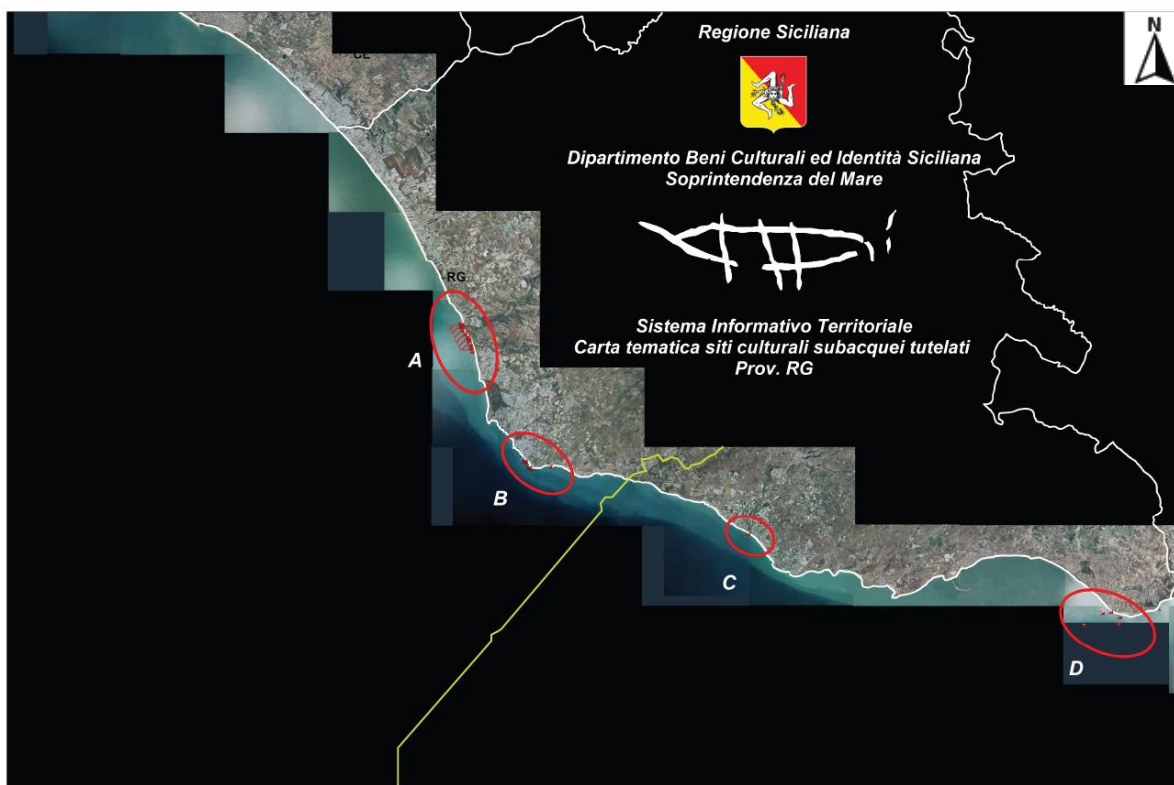 Regione Siciliana
N
CL
Dipartimento Beni Culturali ed Identità Siciliana
Soprintendenza del Mare
RG
Sistema Informativo Territoriale
Carta tematica siti culturali subacquei tutelati
Prov. RG
A
B
C
D